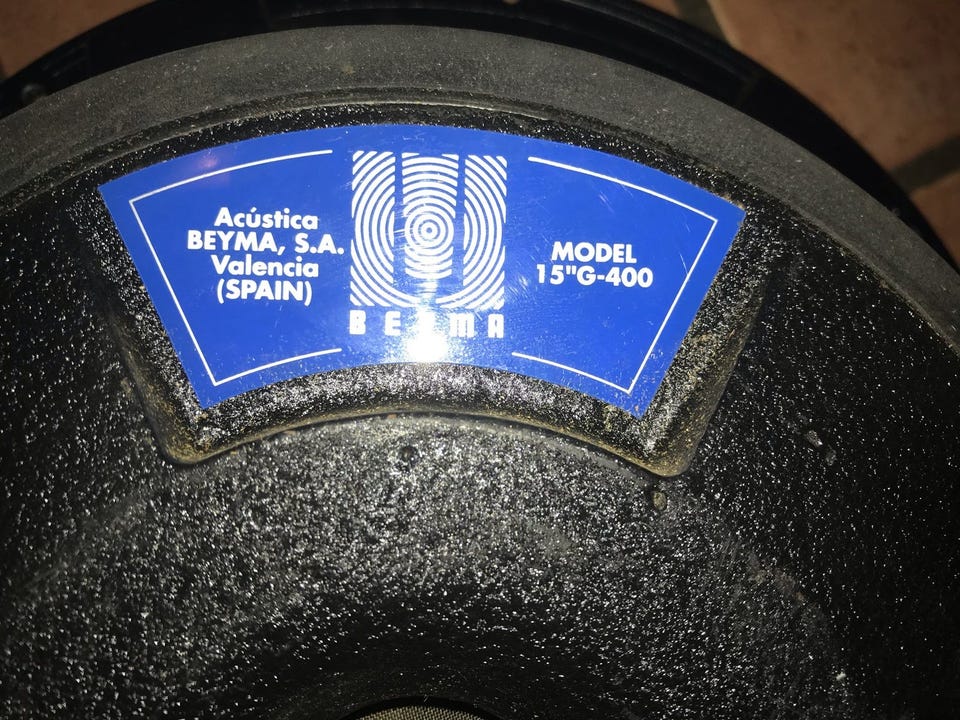 Acústica
BEYMA, S.A.
Valencia
(SPAIN)
BEYMA
MODEL
15"G-400